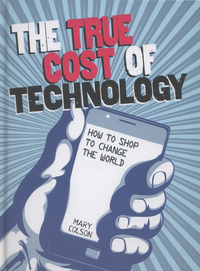 THE TRUE
COST OF
TECHNOLOGY
HOW TO SHOP
TO CHANGE
THE WORLD
MARY
COLSON